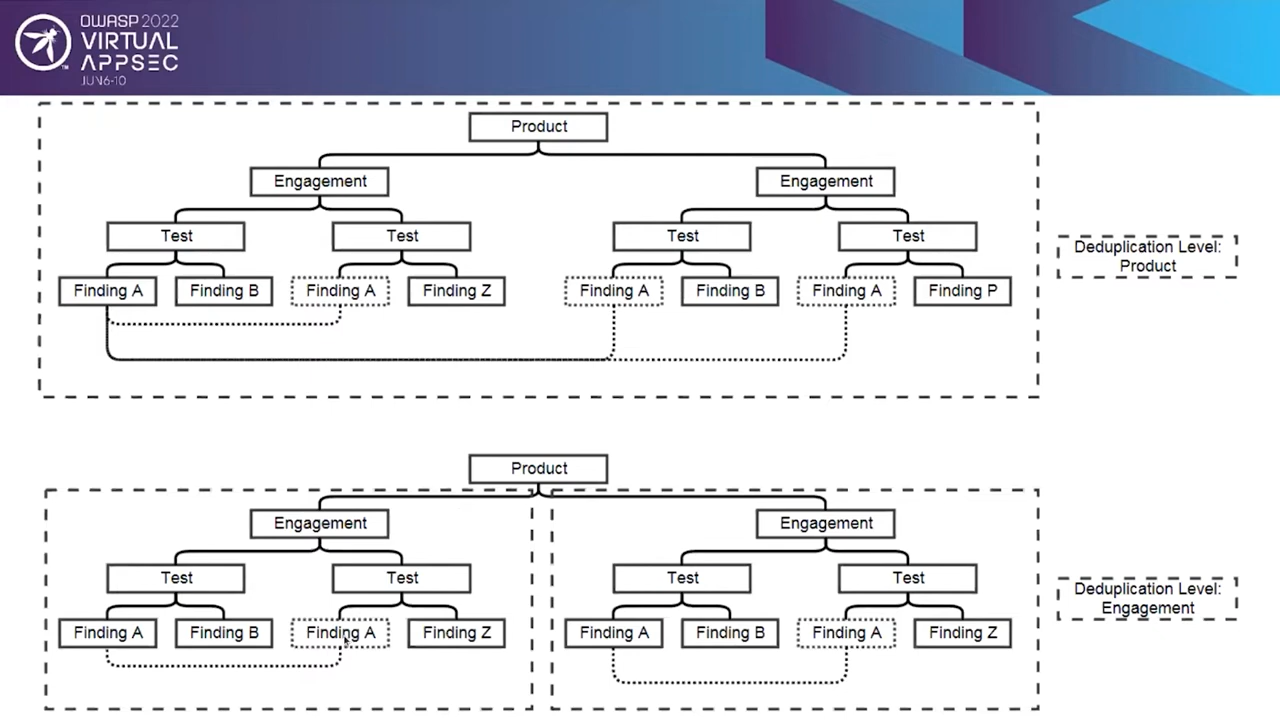 OWASP 2022
VIRTUAL
APPSEC
JUN 6-10
TM
Product
Engagement Engagement
Test Test Test Test
Finding A Finding B Finding A Finding Z Finding A Finding B Finding A Finding P
Deduplication Level:
Product
Product
Engagement Engagement
Test Test Test Test
Finding A Finding B Finding A Finding Z Finding A Finding B Finding A Finding Z
Deduplication Level:
Engagement